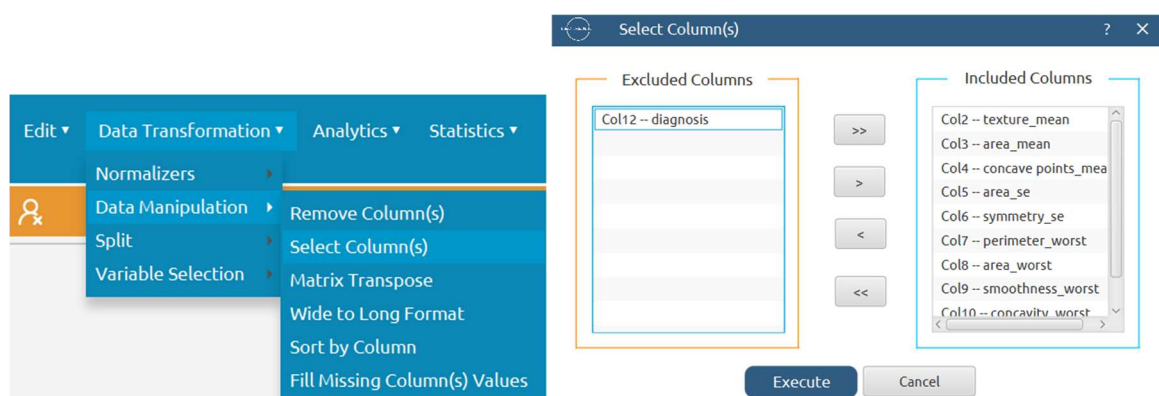 Edit ▾ Data Transformation ▾ Analytics ▾ Statistics ▾
Normalizers
Data Manipulation
Split
Variable Selection
Remove Column(s)
Select Column(s)
Matrix Transpose
Wide to Long Format
Sort by Column
Fill Missing Column(s) Values
Select Column(s) ? ✕
Excluded Columns
Col12 -- diagnosis
>>
>
<
<<
Included Columns
Col2 -- texture_mean
Col3 -- area_mean
Col4 -- concave points_mea
Col5 -- area_se
Col6 -- symmetry_se
Col7 -- perimeter_worst
Col8 -- area_worst
Col9 -- smoothness_worst
Col10 -- concavity_worst
Execute Cancel